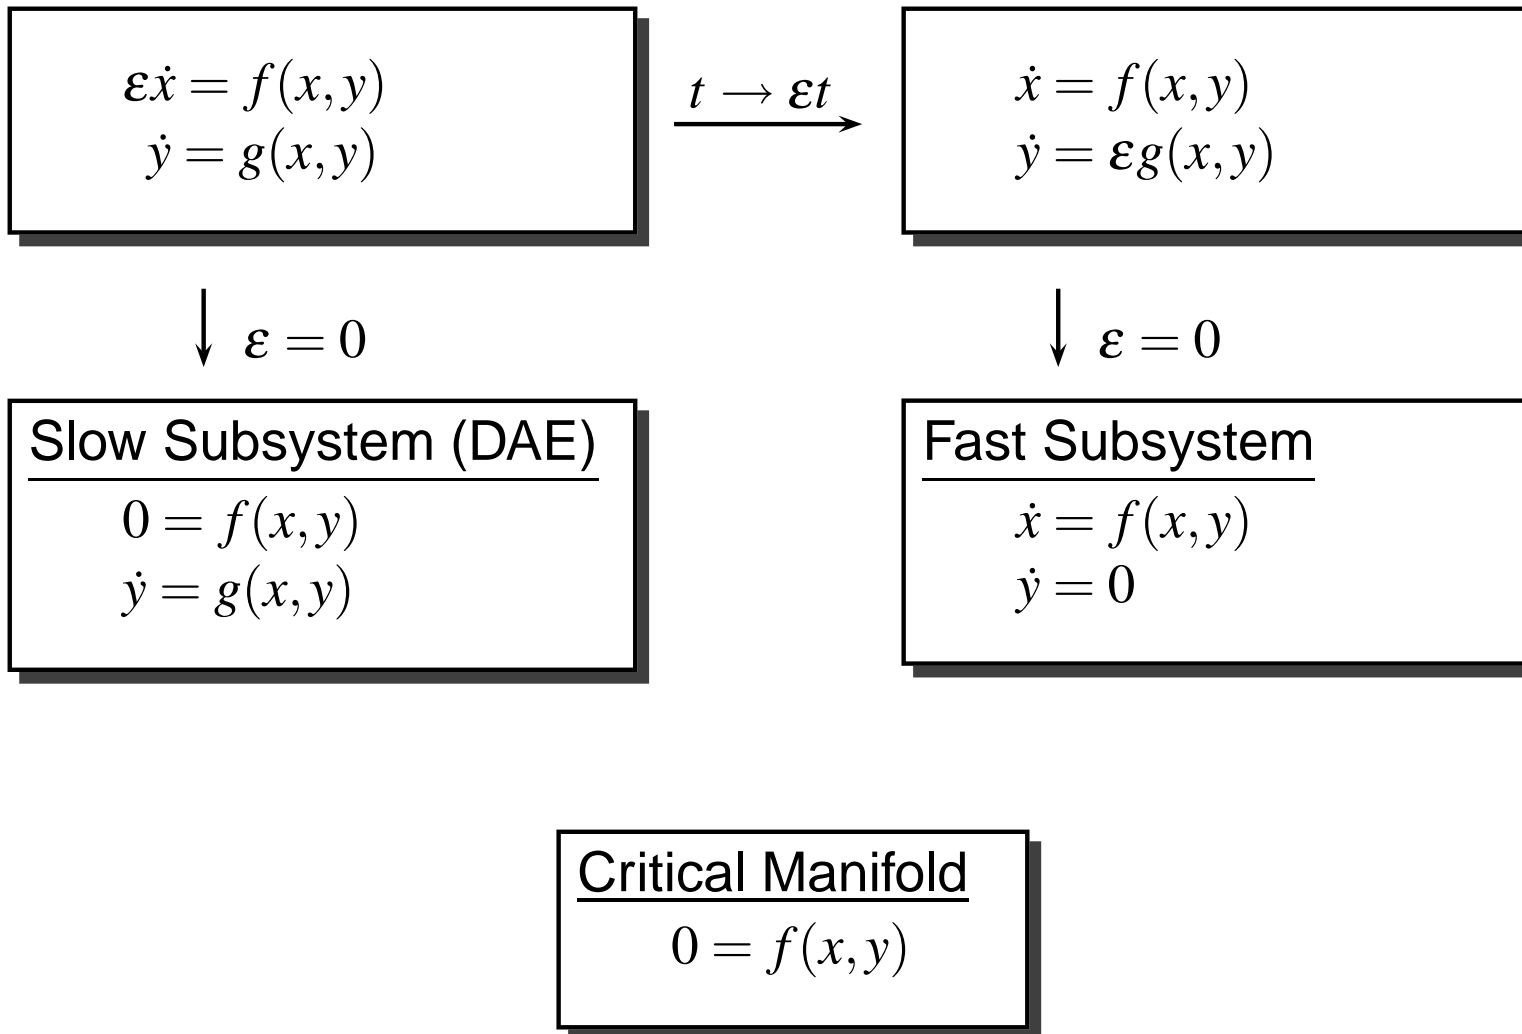 εẋ = f(x,y)
ẏ = g(x,y)
t → εt
ẋ = f(x,y)
ẏ = εg(x,y)
ε = 0
ε = 0
Slow Subsystem (DAE)
0 = f(x,y)
ẏ = g(x,y)
Fast Subsystem
ẋ = f(x,y)
ẏ = 0
Critical Manifold
0 = f(x,y)